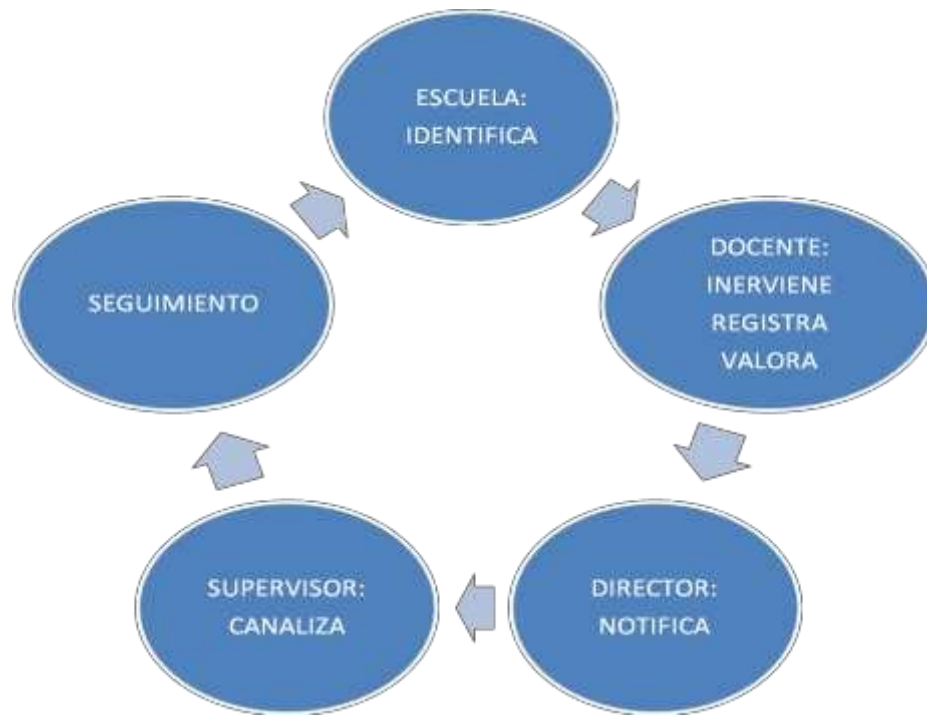 ESCUELA:
IDENTIFICA
DOCENTE:
INERVIENE
REGISTRA
VALORA
DIRECTOR:
NOTIFICA
SUPERVISOR:
CANALIZA
SEGUIMIENTO